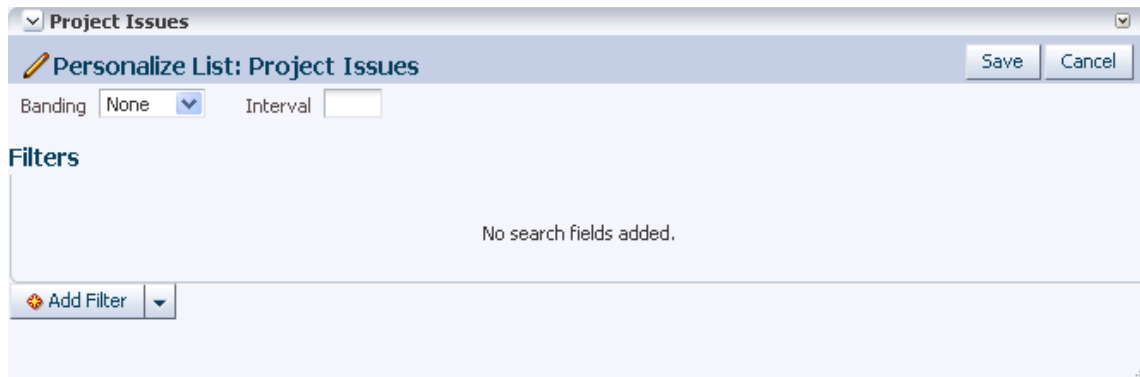 Project Issues
Personalize List: Project Issues Save Cancel
Banding None Interval
Filters
No search fields added.
Add Filter